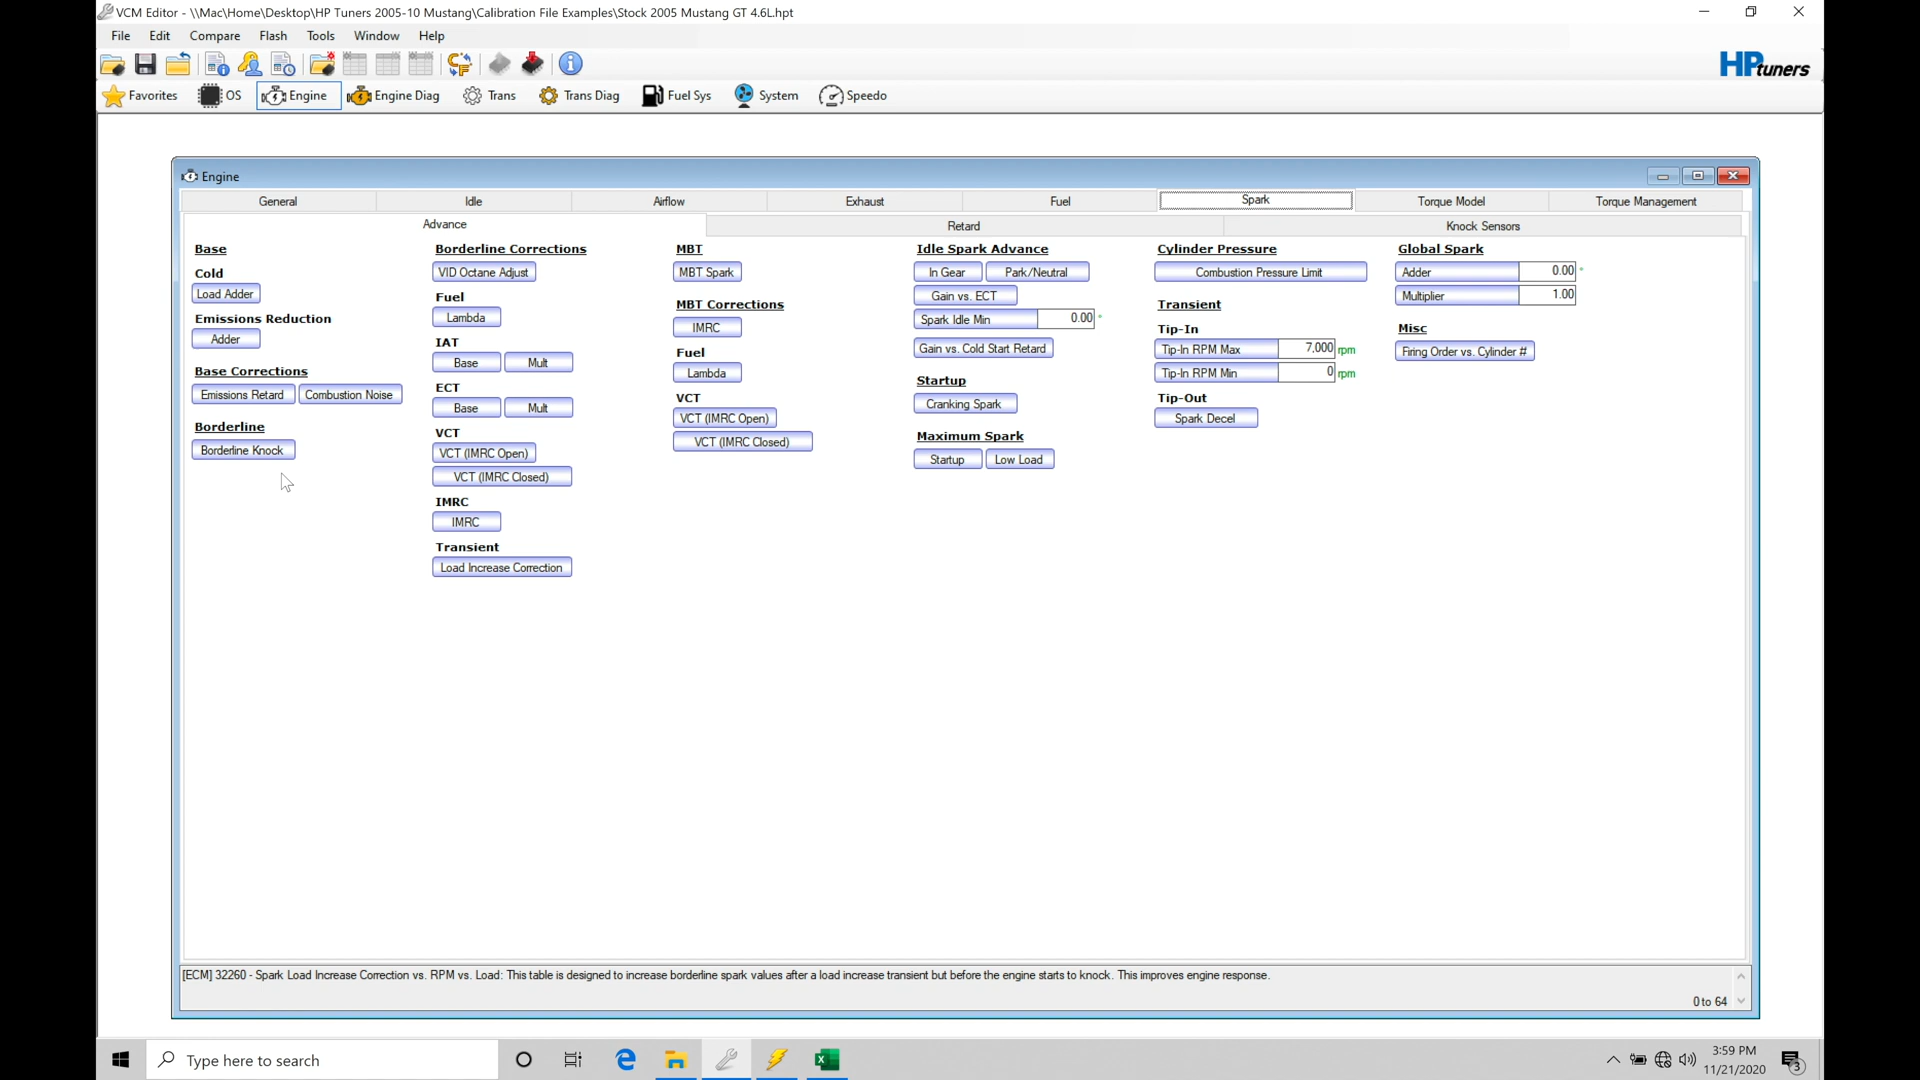 VCM Editor - \\Mac\Home\Desktop\HP Tuners 2005-10 Mustang\Calibration File Examples\Stock 2005 Mustang GT 4.6L.hpt
File Edit Compare Flash Tools Window Help
HPtuners
Favorites OS Engine Engine Diag Trans Trans Diag Fuel Sys System Speedo
Engine
General Idle Airflow Exhaust Fuel Spark Torque Model Torque Management
Advance Retard Knock Sensors
Base
Cold
Load Adder
Emissions Reduction
Adder
Base Corrections
Emissions Retard Combustion Noise
Borderline
Borderline Knock
Borderline Corrections
VID Octane Adjust
Fuel
Lambda
IAT
Base Mult
ECT
Base Mult
VCT
VCT (IMRC Open)
VCT (IMRC Closed)
IMRC
IMRC
Transient
Load Increase Correction
MBT
MBT Spark
MBT Corrections
IMRC
Fuel
Lambda
VCT
VCT (IMRC Open)
VCT (IMRC Closed)
Idle Spark Advance
In Gear Park/Neutral
Gain vs. ECT
Spark Idle Min 0.00 °
Gain vs. Cold Start Retard
Startup
Cranking Spark
Maximum Spark
Startup Low Load
Cylinder Pressure
Combustion Pressure Limit
Transient
Tip-In
Tip-In RPM Max 7,000 rpm
Tip-In RPM Min 0 rpm
Tip-Out
Spark Decel
Global Spark
Adder 0.00 °
Multiplier 1.00
Misc
Firing Order vs. Cylinder #
[ECM] 32260 - Spark Load Increase Correction vs. RPM vs. Load: This table is designed to increase borderline spark values after a load increase transient but before the engine starts to knock. This improves engine response.
0 to 64
Type here to search
3:59 PM
11/21/2020
3